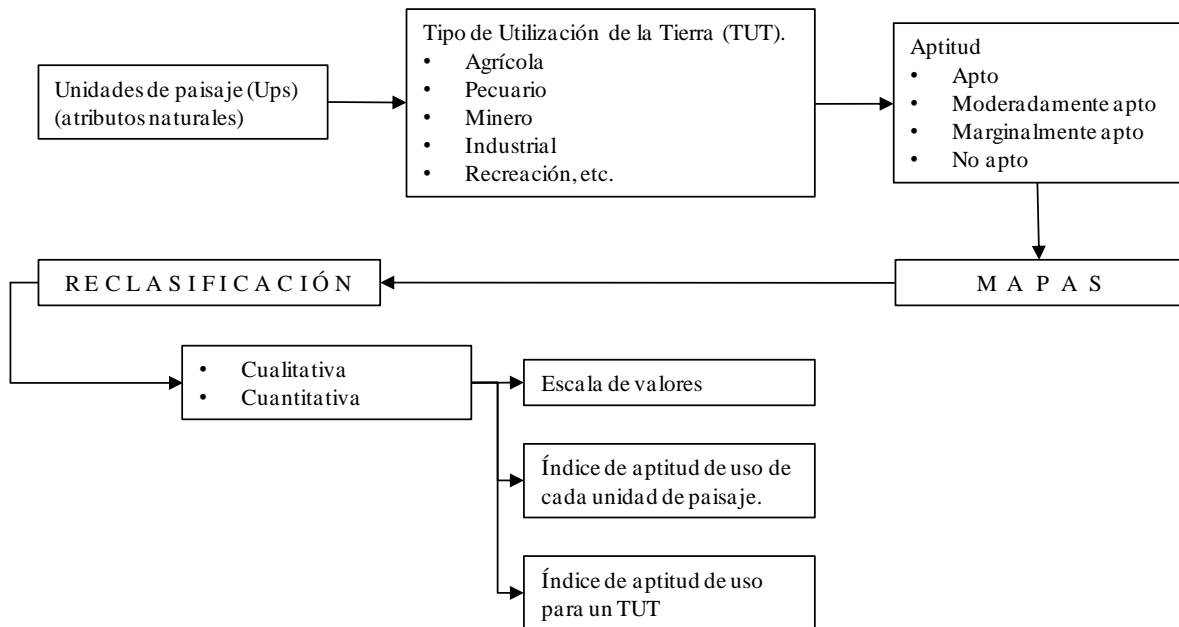 Unidades de paisaje (Ups)
(atributos naturales)
Tipo de Utilización de la Tierra (TUT).
• Agrícola
• Pecuario
• Minero
• Industrial
• Recreación, etc.
Aptitud
• Apto
• Moderadamente apto
• Marginalmente apto
• No apto
RECLASIFICACIÓN
MAPAS
• Cualitativa
• Cuantitativa
Escala de valores
Índice de aptitud de uso de
cada unidad de paisaje.
Índice de aptitud de uso
para un TUT